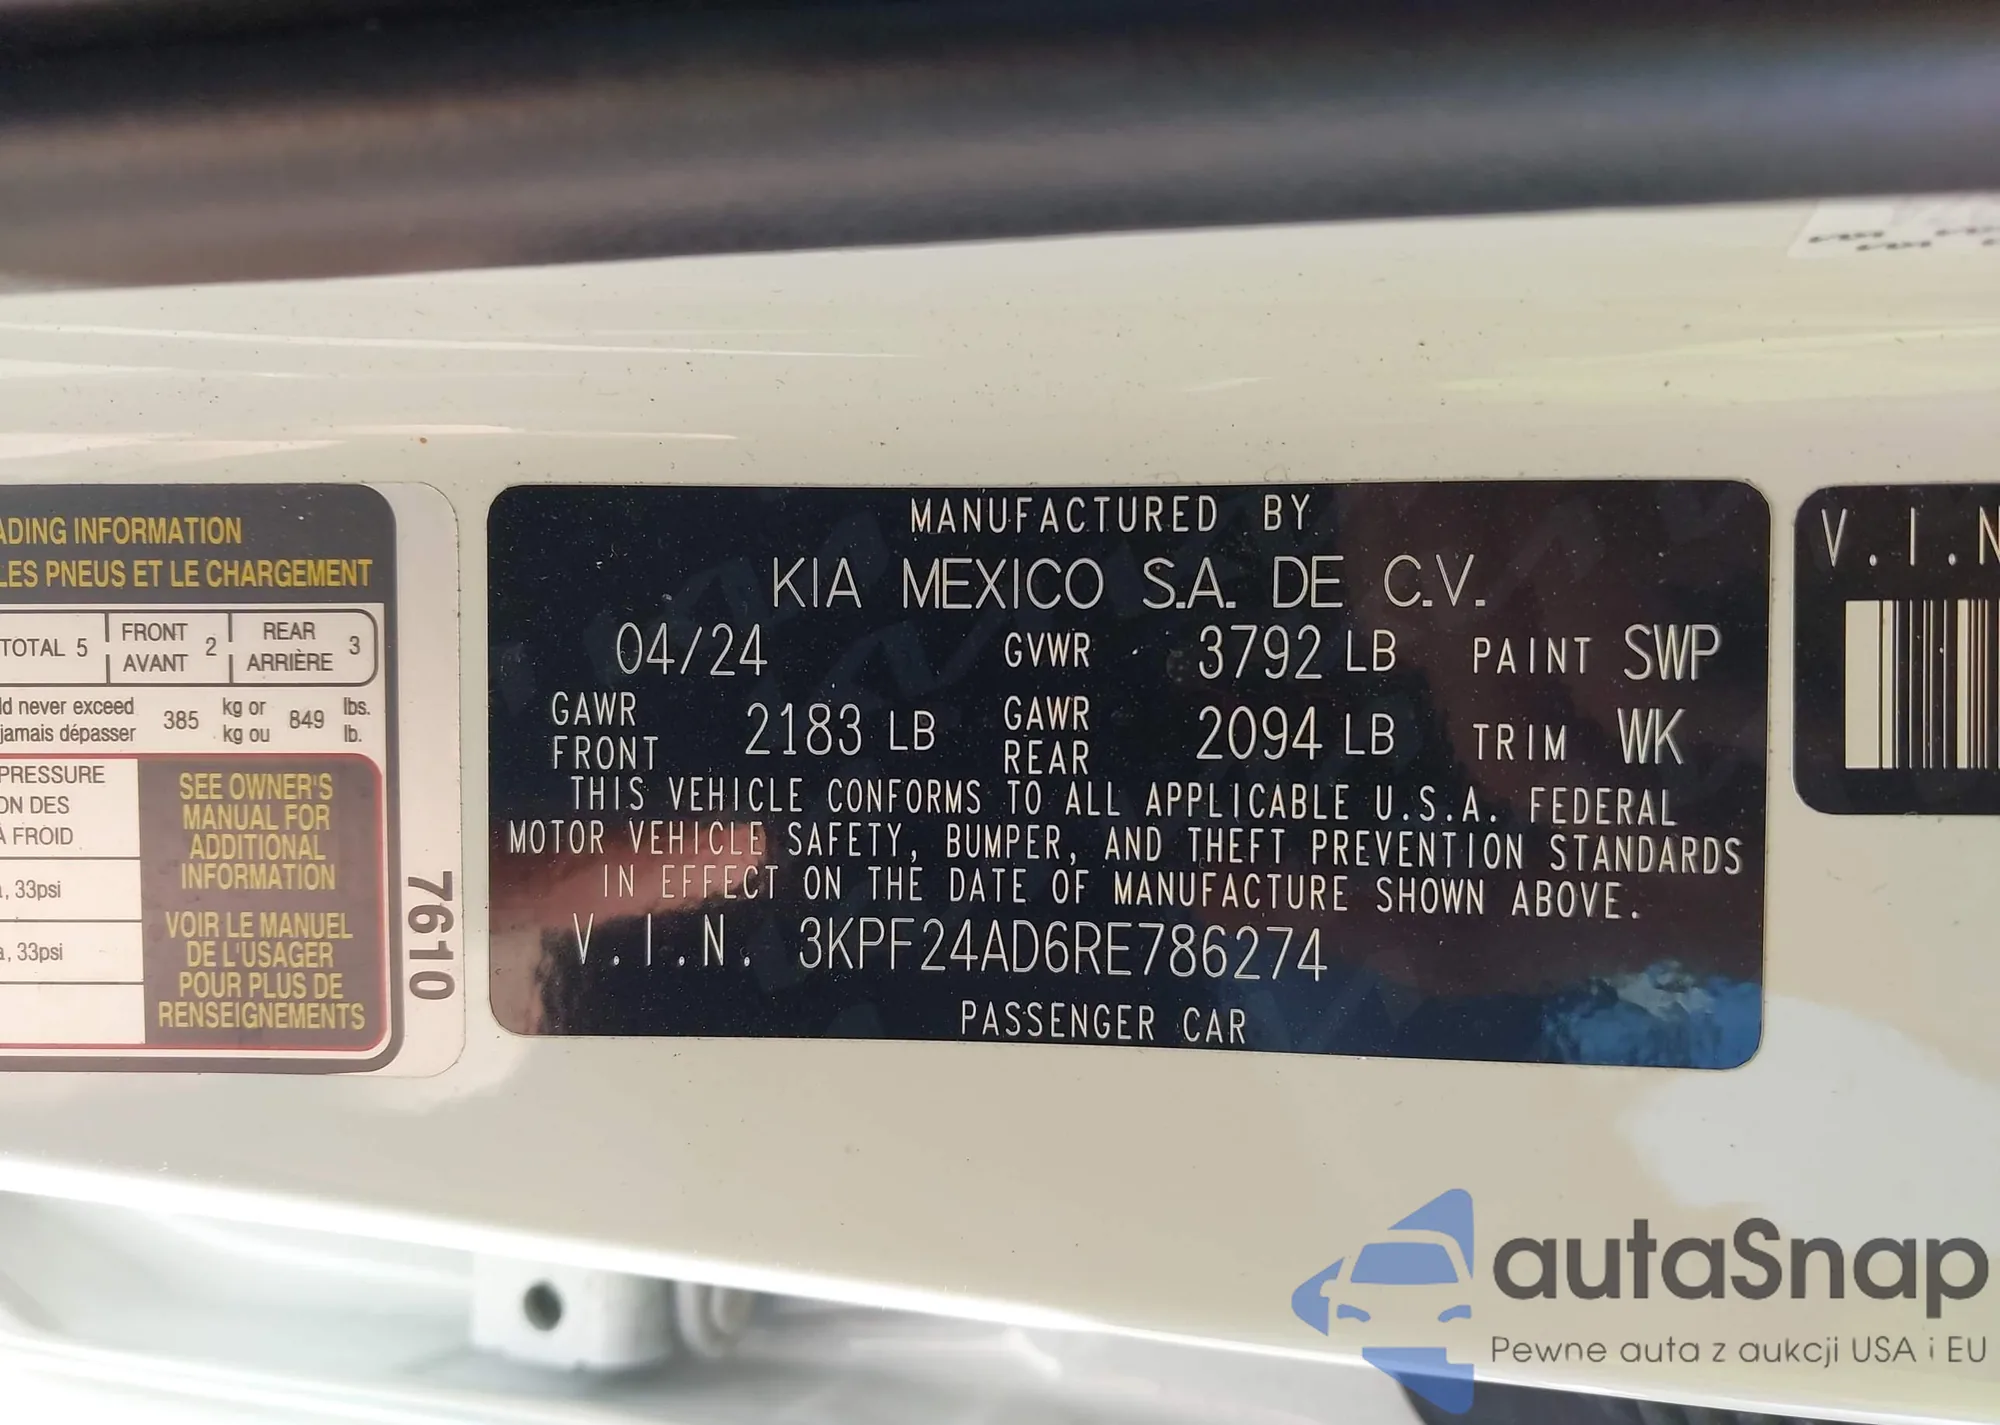 ADING INFORMATION
LES PNEUS ET LE CHARGEMENT
TOTAL 5 FRONT AVANT 2 REAR ARRIÈRE 3
ld never exceed
jamais dépasser 385 kg or kg ou 849 lbs. lb.
PRESSURE
ON DES
À FROID
, 33psi
, 33psi
SEE OWNER'S
MANUAL FOR
ADDITIONAL
INFORMATION
VOIR LE MANUEL
DE L'USAGER
POUR PLUS DE
RENSEIGNEMENTS
7610
MANUFACTURED BY
KIA MEXICO S.A. DE C.V.
04/24 GVWR 3792 LB PAINT SWP
GAWR FRONT 2183 LB GAWR REAR 2094 LB TRIM WK
THIS VEHICLE CONFORMS TO ALL APPLICABLE U.S.A. FEDERAL
MOTOR VEHICLE SAFETY, BUMPER, AND THEFT PREVENTION STANDARDS
IN EFFECT ON THE DATE OF MANUFACTURE SHOWN ABOVE.
V.I.N. 3KPF24AD6RE786274
PASSENGER CAR
V.I.N
autaSnap
Pewne auta z aukcji USA i EU